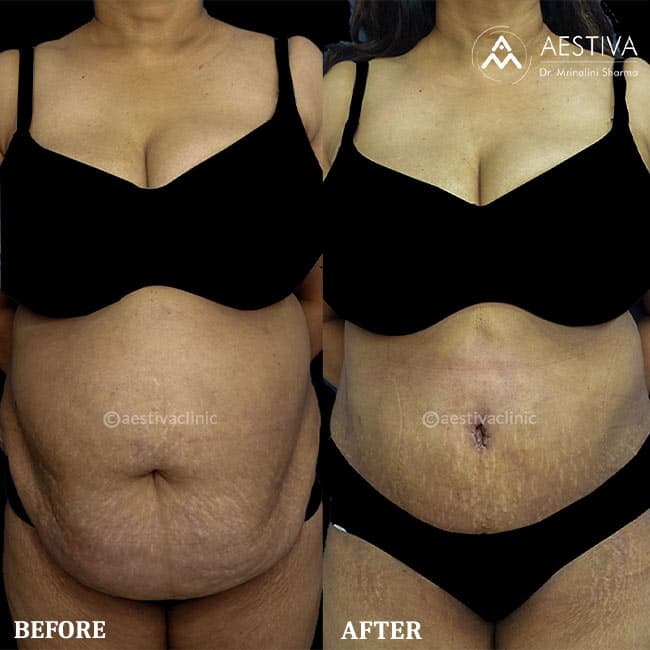 AESTIVA
Dr. Mrinalini Sharma
©aestivaclinic
©aestivaclinic
BEFORE
AFTER